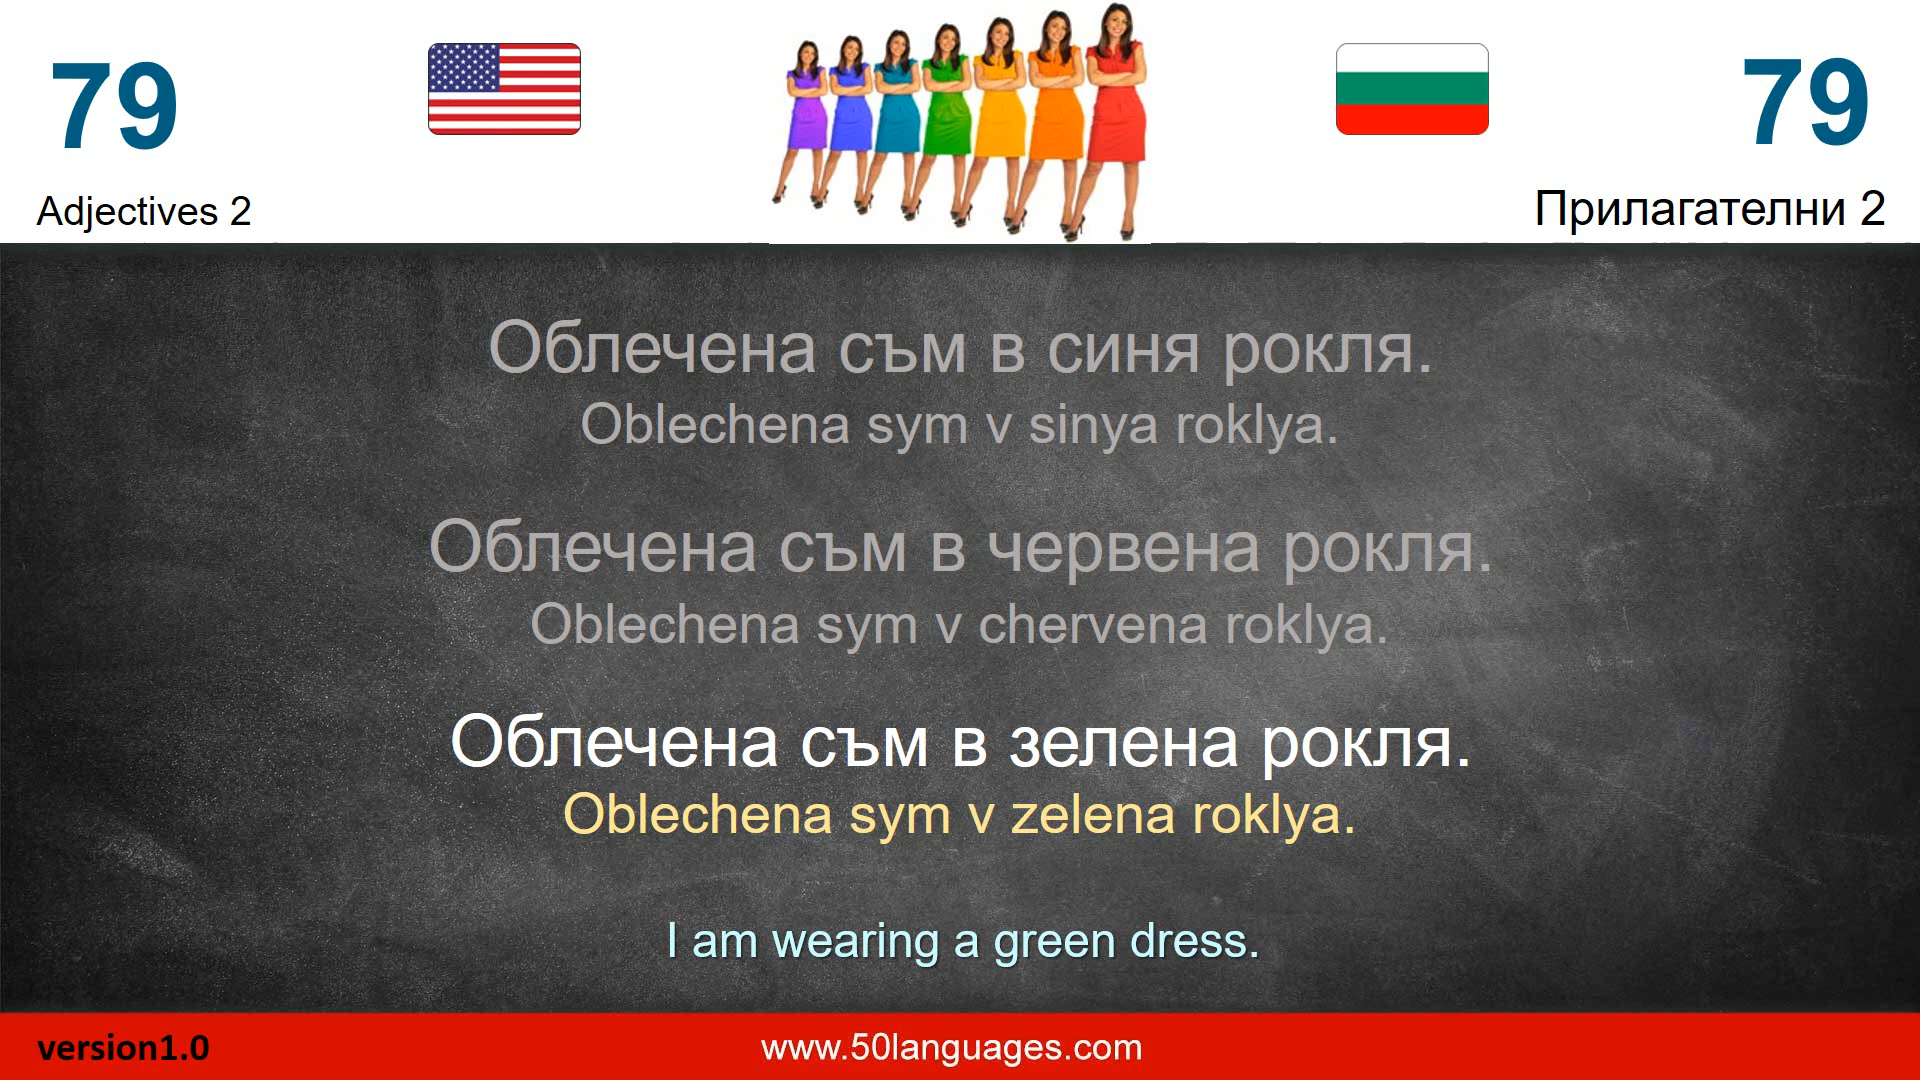 79
79
Adjectives 2
Прилагателни 2
Облечена съм в синя рокля.
Oblechena sym v sinya roklya.
Облечена съм в червена рокля.
Oblechena sym v chervena roklya.
Облечена съм в зелена рокля.
Oblechena sym v zelena roklya.
I am wearing a green dress.
version1.0
www.50languages.com